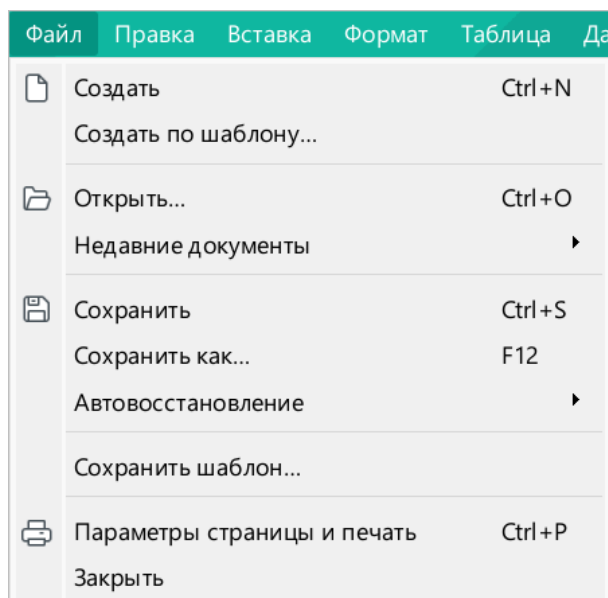 Файл Правка Вставка Формат Таблица Да
Создать Ctrl+N
Создать по шаблону...
Открыть... Ctrl+O
Недавние документы
Сохранить Ctrl+S
Сохранить как... F12
Автовосстановление
Сохранить шаблон...
Параметры страницы и печать Ctrl+P
Закрыть